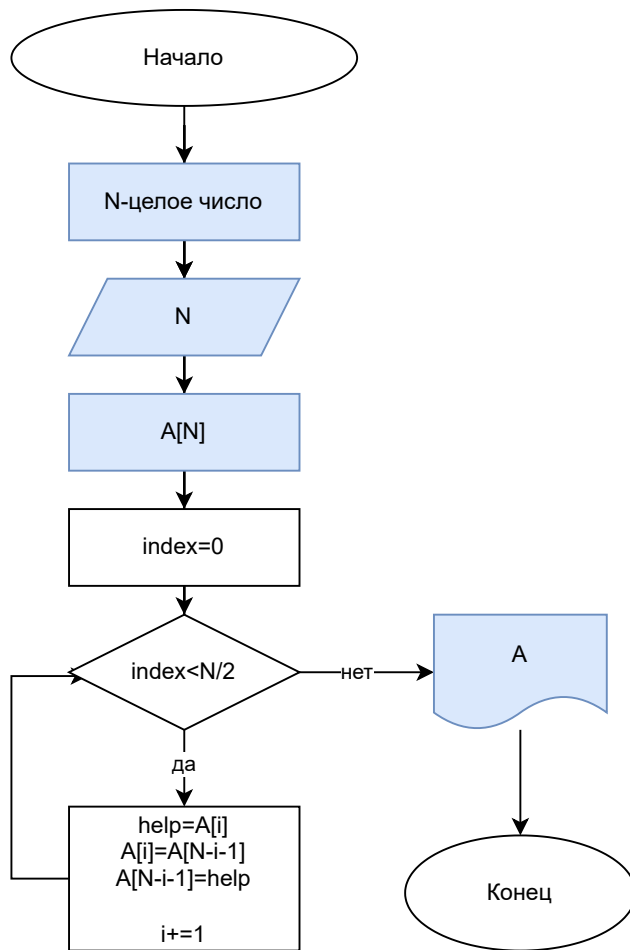 Начало
N-целое число
N
A[N]
index=0
index<N/2
нет
A
да
help=A[i]
A[i]=A[N-i-1]
A[N-i-1]=help
i+=1
Конец